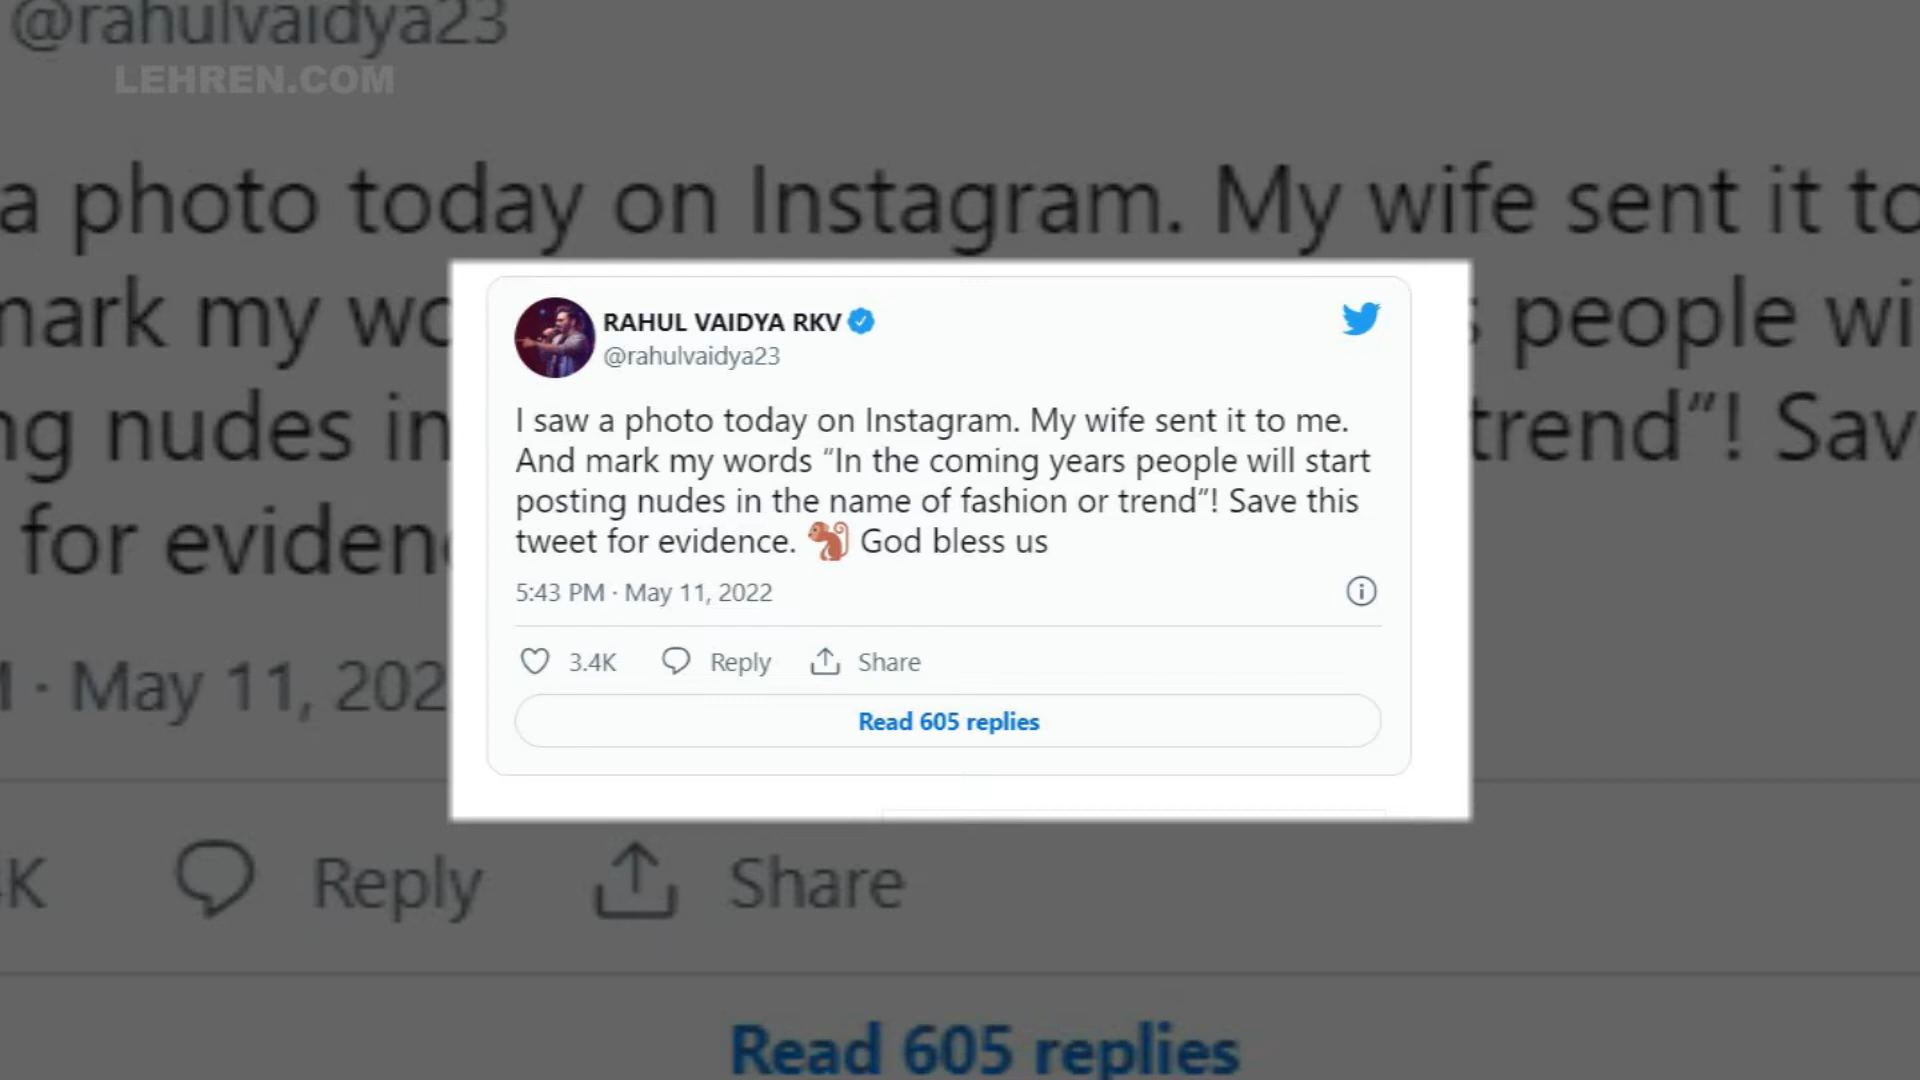 @rahulvaidya23
LEHREN.COM
a photo today on Instagram. My wife sent it to
mark my
people
nudes in
trend”! Sav
for
May 11, 202
K
Reply
Share
Read 605 replies
RAHUL VAIDYA RKV
@rahulvaidya23
I saw a photo today on Instagram. My wife sent it to me.
And mark my words “In the coming years people will start
posting nudes in the name of fashion or trend”! Save this
tweet for evidence. 🐒 God bless us
5:43 PM · May 11, 2022
3.4K
Reply
Share
Read 605 replies